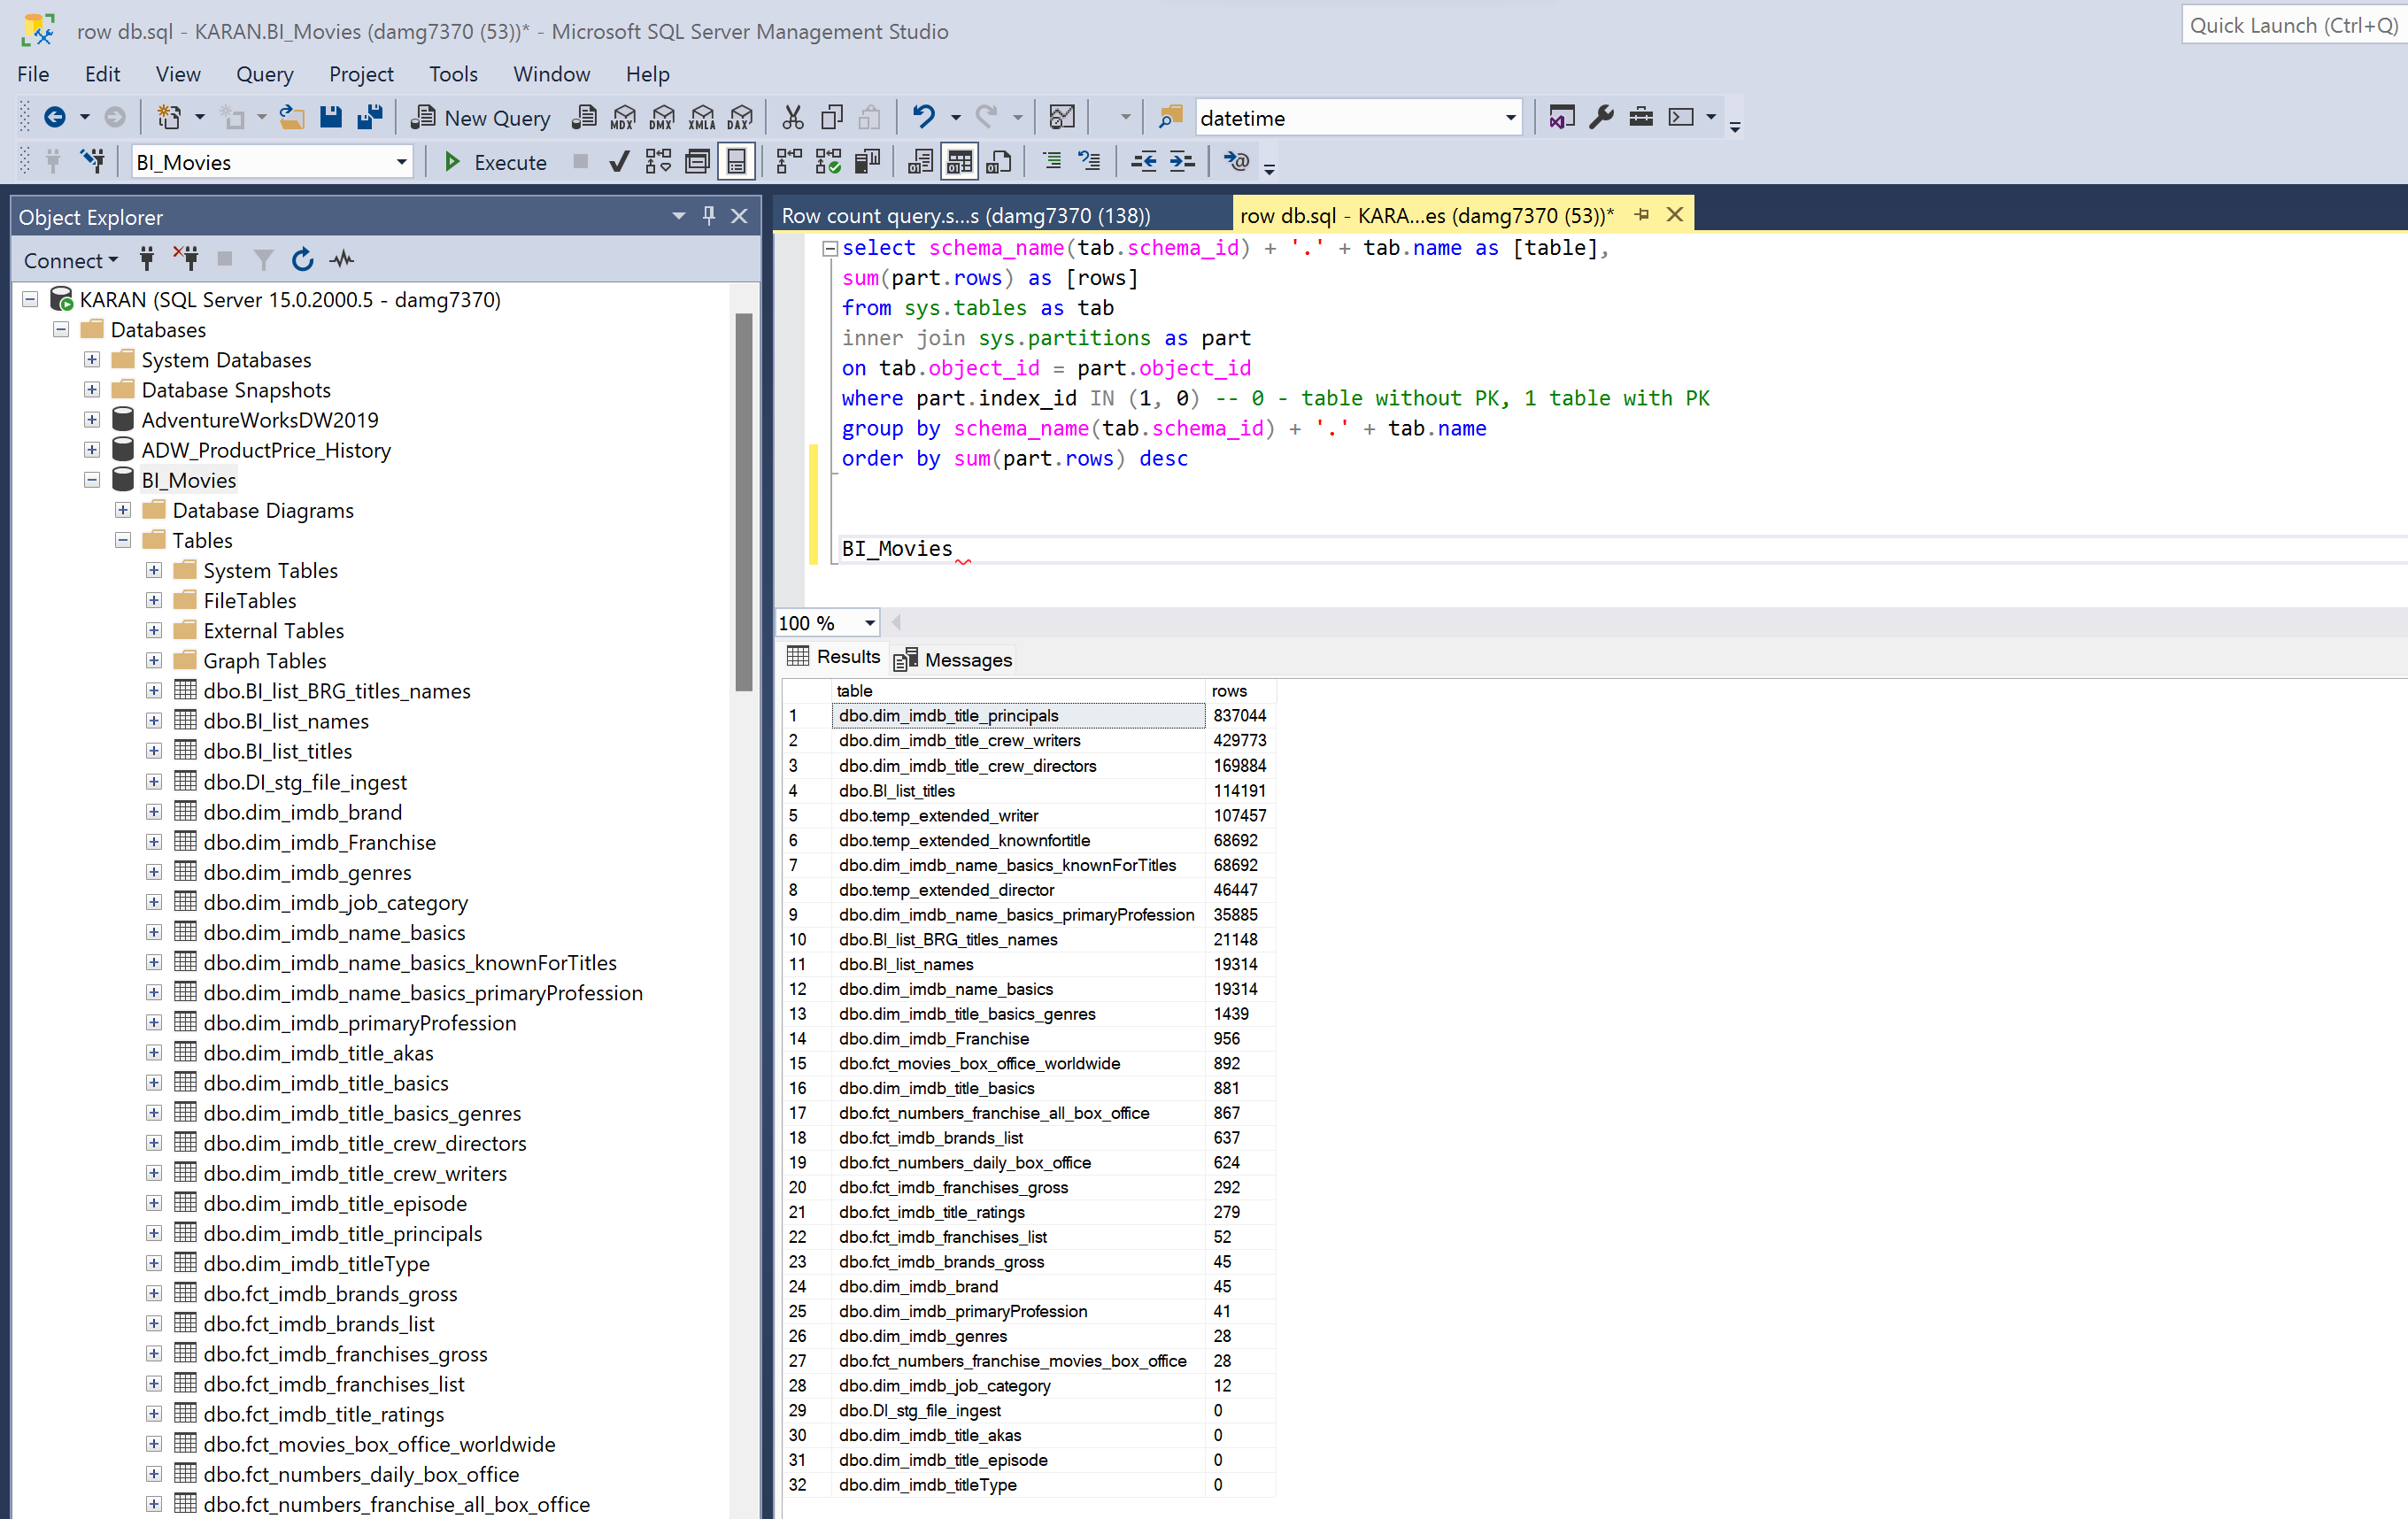 row db.sql - KARAN.BI_Movies (damg7370 (53))* - Microsoft SQL Server Management Studio
Quick Launch (Ctrl+Q)
File Edit View Query Project Tools Window Help
New Query MDX DMX XMLA DAX datetime
BI_Movies Execute
Object Explorer
Connect
KARAN (SQL Server 15.0.2000.5 - damg7370)
Databases
System Databases
Database Snapshots
AdventureWorksDW2019
ADW_ProductPrice_History
BI_Movies
Database Diagrams
Tables
System Tables
FileTables
External Tables
Graph Tables
dbo.BI_list_BRG_titles_names
dbo.BI_list_names
dbo.BI_list_titles
dbo.DI_stg_file_ingest
dbo.dim_imdb_brand
dbo.dim_imdb_Franchise
dbo.dim_imdb_genres
dbo.dim_imdb_job_category
dbo.dim_imdb_name_basics
dbo.dim_imdb_name_basics_knownForTitles
dbo.dim_imdb_name_basics_primaryProfession
dbo.dim_imdb_primaryProfession
dbo.dim_imdb_title_akas
dbo.dim_imdb_title_basics
dbo.dim_imdb_title_basics_genres
dbo.dim_imdb_title_crew_directors
dbo.dim_imdb_title_crew_writers
dbo.dim_imdb_title_episode
dbo.dim_imdb_title_principals
dbo.dim_imdb_titleType
dbo.fct_imdb_brands_gross
dbo.fct_imdb_brands_list
dbo.fct_imdb_franchises_gross
dbo.fct_imdb_franchises_list
dbo.fct_imdb_title_ratings
dbo.fct_movies_box_office_worldwide
dbo.fct_numbers_daily_box_office
dbo.fct_numbers_franchise_all_box_office
Row count query.s...s (damg7370 (138)) row db.sql - KARA...es (damg7370 (53))*
select schema_name(tab.schema_id) + '.' + tab.name as [table],
sum(part.rows) as [rows]
from sys.tables as tab
inner join sys.partitions as part
on tab.object_id = part.object_id
where part.index_id IN (1, 0) -- 0 - table without PK, 1 table with PK
group by schema_name(tab.schema_id) + '.' + tab.name
order by sum(part.rows) desc
BI_Movies
100 %
Results Messages
table rows
1 dbo.dim_imdb_title_principals 837044
2 dbo.dim_imdb_title_crew_writers 429773
3 dbo.dim_imdb_title_crew_directors 169884
4 dbo.BI_list_titles 114191
5 dbo.temp_extended_writer 107457
6 dbo.temp_extended_knownfortitle 68692
7 dbo.dim_imdb_name_basics_knownForTitles 68692
8 dbo.temp_extended_director 46447
9 dbo.dim_imdb_name_basics_primaryProfession 35885
10 dbo.BI_list_BRG_titles_names 21148
11 dbo.BI_list_names 19314
12 dbo.dim_imdb_name_basics 19314
13 dbo.dim_imdb_title_basics_genres 1439
14 dbo.dim_imdb_Franchise 956
15 dbo.fct_movies_box_office_worldwide 892
16 dbo.dim_imdb_title_basics 881
17 dbo.fct_numbers_franchise_all_box_office 867
18 dbo.fct_imdb_brands_list 637
19 dbo.fct_numbers_daily_box_office 624
20 dbo.fct_imdb_franchises_gross 292
21 dbo.fct_imdb_title_ratings 279
22 dbo.fct_imdb_franchises_list 52
23 dbo.fct_imdb_brands_gross 45
24 dbo.dim_imdb_brand 45
25 dbo.dim_imdb_primaryProfession 41
26 dbo.dim_imdb_genres 28
27 dbo.fct_numbers_franchise_movies_box_office 28
28 dbo.dim_imdb_job_category 12
29 dbo.DI_stg_file_ingest 0
30 dbo.dim_imdb_title_akas 0
31 dbo.dim_imdb_title_episode 0
32 dbo.dim_imdb_titleType 0